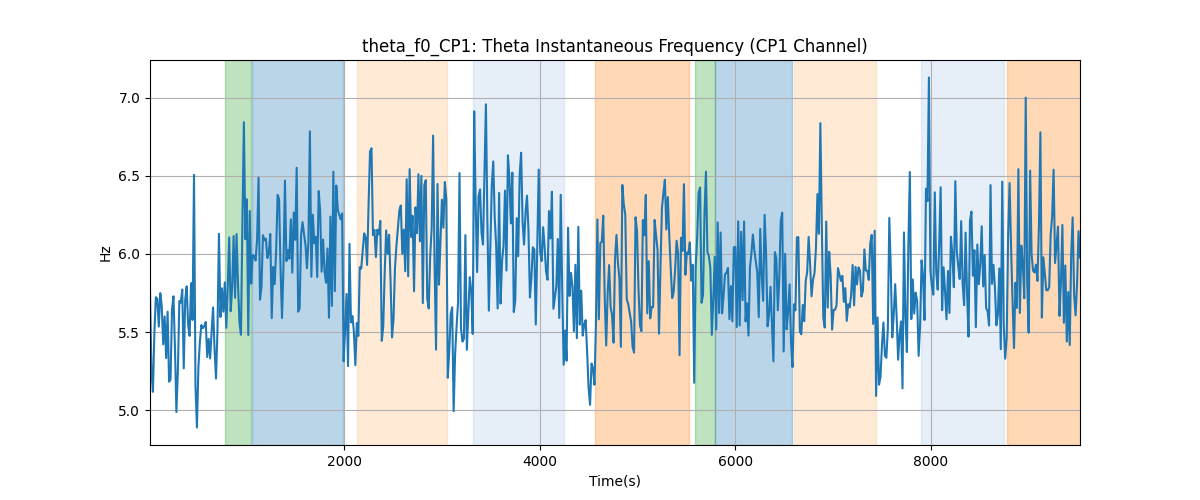 theta_f0_CP1: Theta Instantaneous Frequency (CP1 Channel)
Hz
7.0
6.5
6.0
5.5
5.0
2000 4000 6000 8000
Time(s)